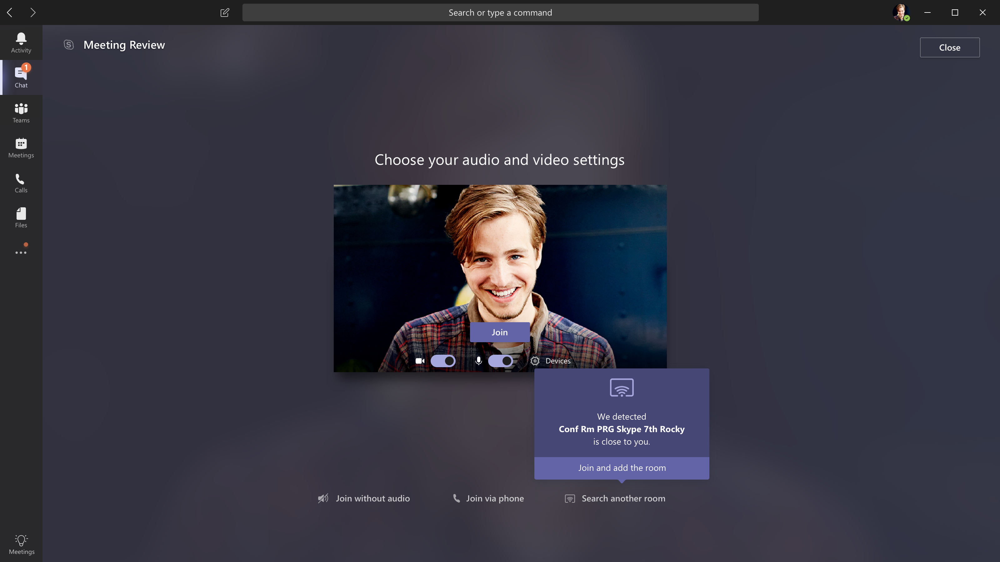 Search or type a command
Activity
1
Chat
Teams
Meetings
Calls
Files
Meetings
S
Meeting Review
Close
Choose your audio and video settings
Join
Devices
We detected
Conf Rm PRG Skype 7th Rocky
is close to you.
Join and add the room
Join without audio
Join via phone
Search another room